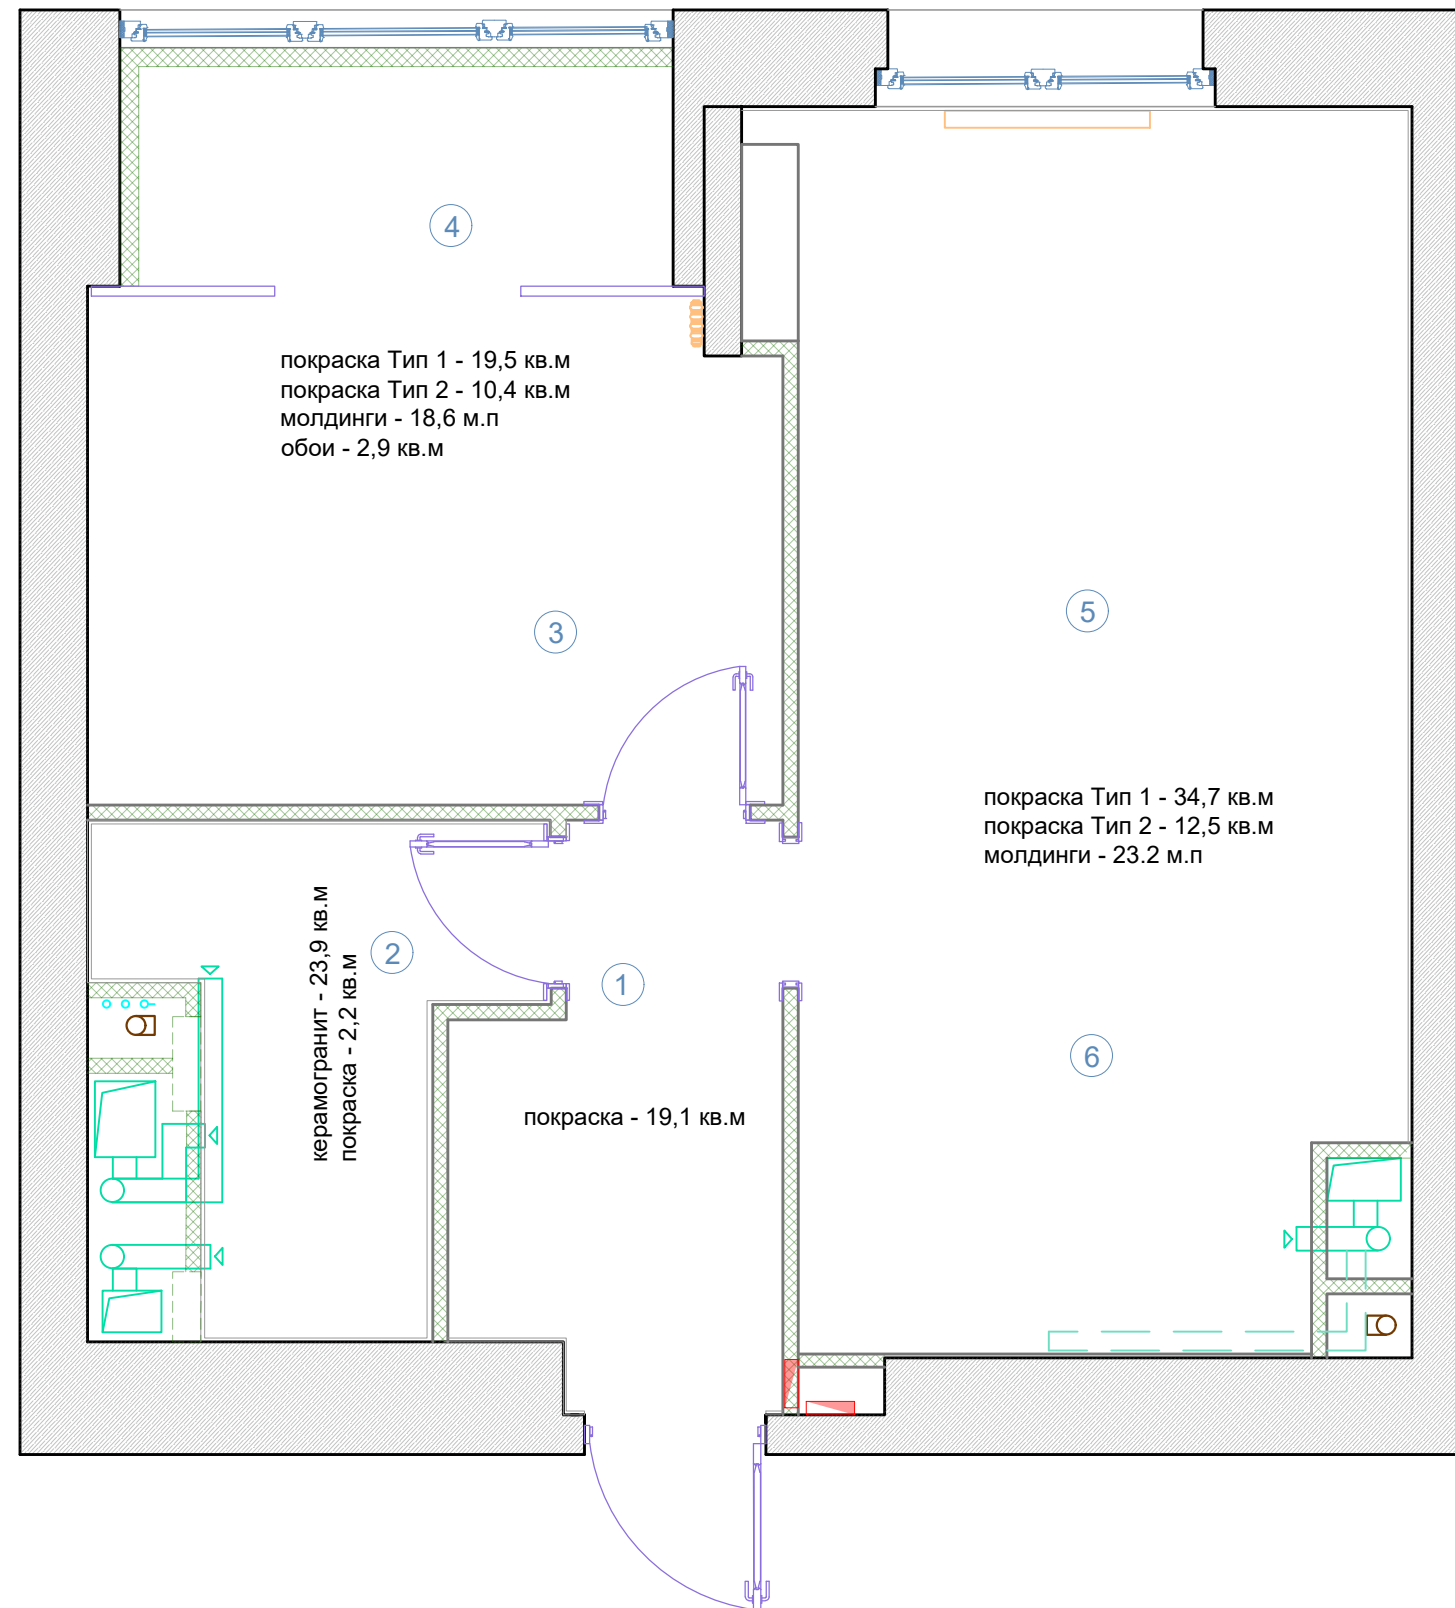 4
покраска Тип 1 - 19,5 кв.м
покраска Тип 2 - 10,4 кв.м
молдинги - 18,6 м.п
обои - 2,9 кв.м
3
5
покраска Тип 1 - 34,7 кв.м
покраска Тип 2 - 12,5 кв.м
молдинги - 23.2 м.п
керамогранит - 23,9 кв.м
покраска - 2,2 кв.м
2
1
6
покраска - 19,1 кв.м